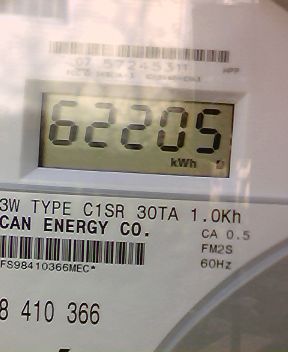 62205
kWh
3W TYPE C1SR 30TA 1.0Kh
CAN ENERGY CO.
CA 0.5
FM2S
60Hz
FS98410366MEC*
8 410 366